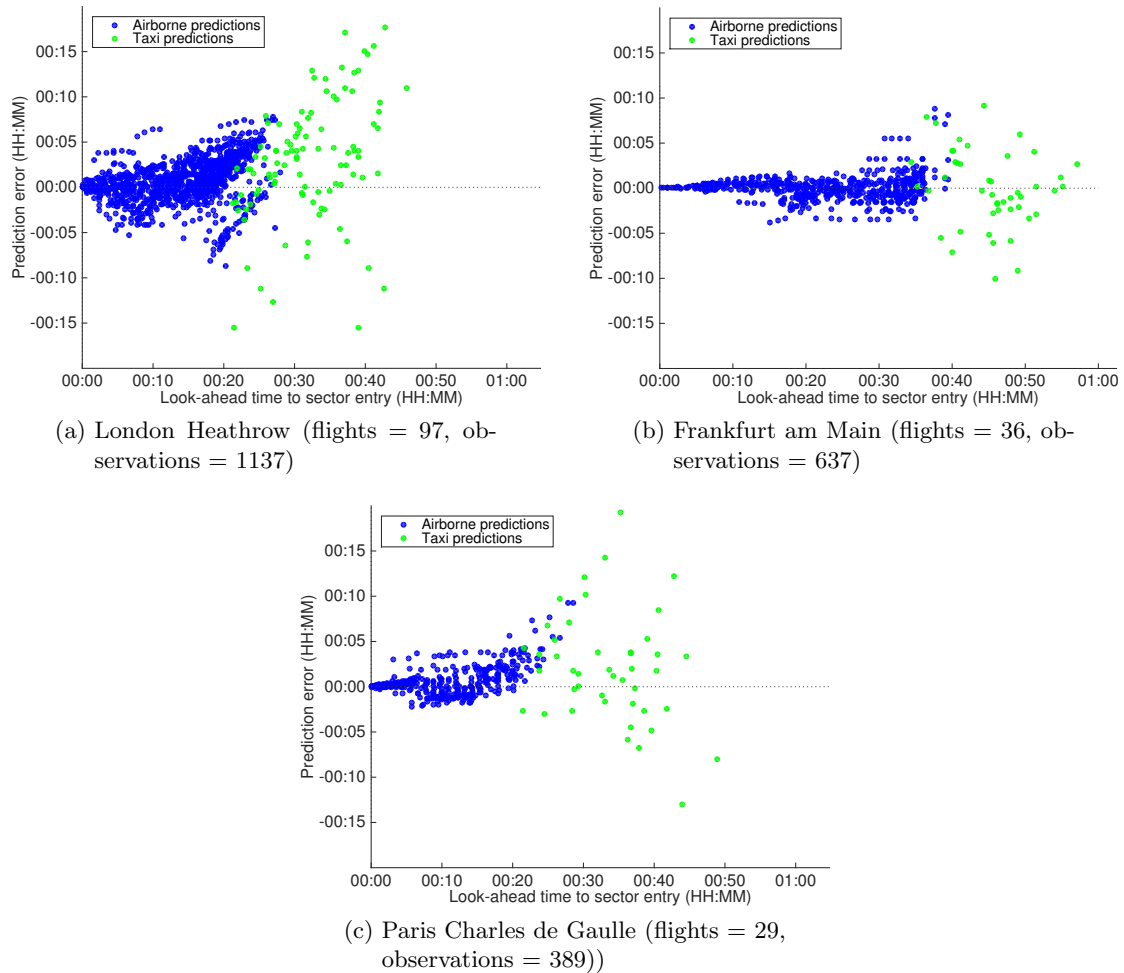 Airborne predictions
Taxi predictions
Prediction error (HH:MM)
00:15
00:10
00:05
00:00
-00:05
-00:10
-00:15
00:00 00:10 00:20 00:30 00:40 00:50 01:00
Look-ahead time to sector entry (HH:MM)
(a) London Heathrow (flights = 97, ob-
servations = 1137)
Airborne predictions
Taxi predictions
Prediction error (HH:MM)
00:15
00:10
00:05
00:00
-00:05
-00:10
-00:15
00:00 00:10 00:20 00:30 00:40 00:50 01:00
Look-ahead time to sector entry (HH:MM)
(b) Frankfurt am Main (flights = 36, ob-
servations = 637)
Airborne predictions
Taxi predictions
Prediction error (HH:MM)
00:15
00:10
00:05
00:00
-00:05
-00:10
-00:15
00:00 00:10 00:20 00:30 00:40 00:50 01:00
Look-ahead time to sector entry (HH:MM)
(c) Paris Charles de Gaulle (flights = 29,
observations = 389))